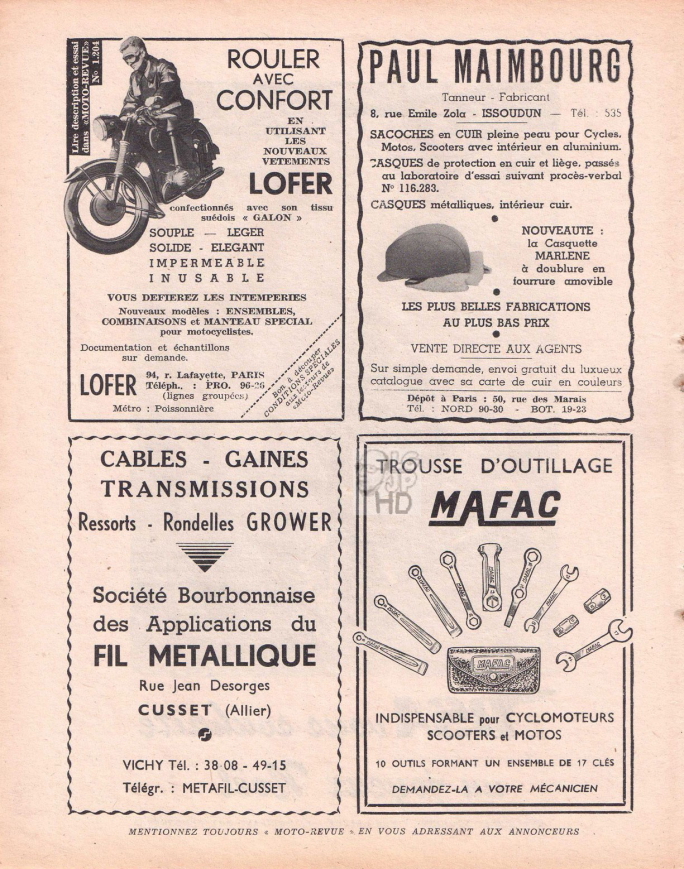 Lire description et essai
dans «MOTO-REVUE»
N° 1.204
ROULER
AVEC
CONFORT
EN
UTILISANT
LES
NOUVEAUX
VETEMENTS
LOFER
confectionnés avec son tissu
suédois « GALON »
SOUPLE — LEGER
SOLIDE - ELEGANT
IMPERMEABLE
INUSABLE
VOUS DEFIEREZ LES INTEMPERIES
Nouveaux modèles : ENSEMBLES,
COMBINAISONS et MANTEAU SPECIAL
pour motocyclistes.
Documentation et échantillons
sur demande.
LOFER
94, r. Lafayette, PARIS
Téléph. : PRO. 96-26
(lignes groupées)
Métro : Poissonnière
Bon à découper
CONDITIONS SPECIALES
aux lecteurs de
«Moto-Revue»
PAUL MAIMBOURG
Tanneur - Fabricant
8, rue Emile Zola - ISSOUDUN — Tél. : 535
SACOCHES en CUIR pleine peau pour Cycles,
Motos, Scooters avec intérieur en aluminium.
CASQUES de protection en cuir et liège, passés
au laboratoire d'essai suivant procès-verbal
N° 116.283.
CASQUES métalliques, intérieur cuir.
NOUVEAUTE :
la Casquette
MARLENE
à doublure en
fourrure amovible
LES PLUS BELLES FABRICATIONS
AU PLUS BAS PRIX
VENTE DIRECTE AUX AGENTS
Sur simple demande, envoi gratuit du luxueux
catalogue avec sa carte de cuir en couleurs
Dépôt à Paris : 50, rue des Marais
Tél. : NORD 90-30 - BOT. 19-23
CABLES - GAINES
TRANSMISSIONS
Ressorts - Rondelles GROWER
Société Bourbonnaise
des Applications du
FIL METALLIQUE
Rue Jean Desorges
CUSSET (Allier)
VICHY Tél. : 38-08 - 49-15
Télégr. : METAFIL-CUSSET
TROUSSE D'OUTILLAGE
HD
MAFAC
MAFAC
INDISPENSABLE pour CYCLOMOTEURS
SCOOTERS et MOTOS
10 OUTILS FORMANT UN ENSEMBLE DE 17 CLÉS
DEMANDEZ-LA A VOTRE MÉCANICIEN
MENTIONNEZ TOUJOURS « MOTO-REVUE » EN VOUS ADRESSANT AUX ANNONCEURS